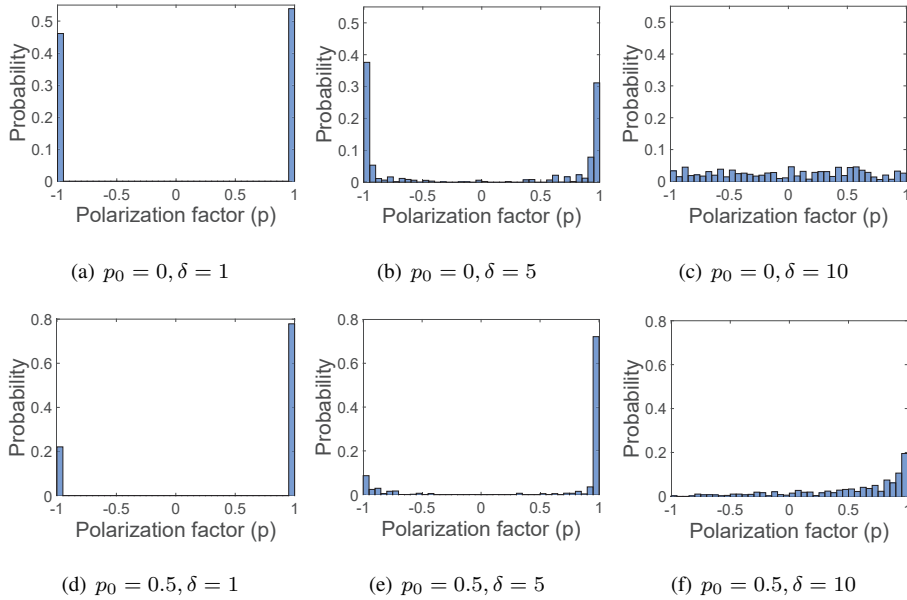 Probability
0.5
0.4
0.3
0.2
0.1
0
-1 -0.5 0 0.5 1
Polarization factor (p)
(a) p₀ = 0, δ = 1
Probability
0.5
0.4
0.3
0.2
0.1
0
-1 -0.5 0 0.5 1
Polarization factor (p)
(b) p₀ = 0, δ = 5
Probability
0.5
0.4
0.3
0.2
0.1
0
-1 -0.5 0 0.5 1
Polarization factor (p)
(c) p₀ = 0, δ = 10
Probability
0.8
0.6
0.4
0.2
0
-1 -0.5 0 0.5 1
Polarization factor (p)
(d) p₀ = 0.5, δ = 1
Probability
0.8
0.6
0.4
0.2
0
-1 -0.5 0 0.5 1
Polarization factor (p)
(e) p₀ = 0.5, δ = 5
Probability
0.8
0.6
0.4
0.2
0
-1 -0.5 0 0.5 1
Polarization factor (p)
(f) p₀ = 0.5, δ = 10